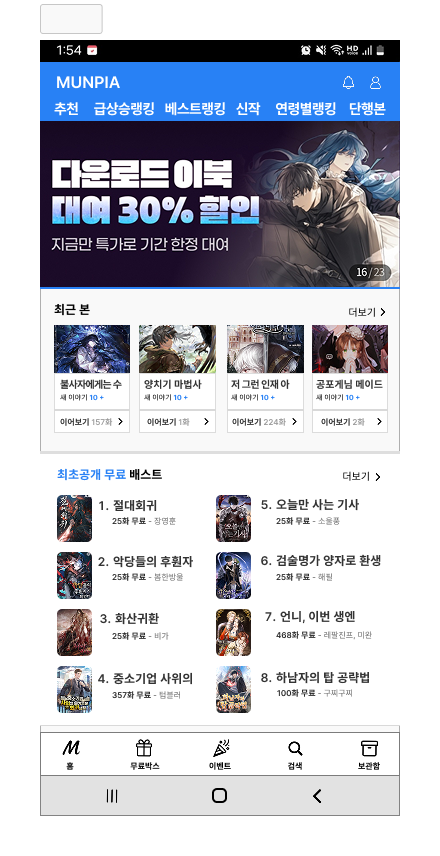 1:54
HD
MUNPIA
추천 급상승랭킹 베스트랭킹 신작 연령별랭킹 단행본
다운로드 이북
대여 30% 할인
지금만 특가로 기간 한정 대여
16 / 23
최근 본 더보기 >
불사자에게는 수 양치기 마법사 저 그런 인재 아 공포게님 메이드
새 이야기 10 + 새 이야기 10 + 새 이야기 10 + 새 이야기 10 +
이어보기 157화 > 이어보기 1화 > 이어보기 224화 > 이어보기 2화 >
최초공개 무료 배스트 더보기 >
1. 절대회귀 5. 오늘만 사는 기사
25화 무료 - 장영훈 25화 무료 - 소울풍
2. 악당들의 후훤자 6. 검술명가 양자로 환생
25화 무료 - 봄한방울 25화 무료 - 해릴
3. 화산귀환 7. 언니, 이번 생엔
25화 무료 - 비가 468화 무료 - 레팔진프, 미완
4. 중소기업 사위의 8. 하남자의 탑 공략법
357화 무료 - 텀블러 100화 무료 - 구찌구찌
홈 무료박스 이벤트 검색 보관함